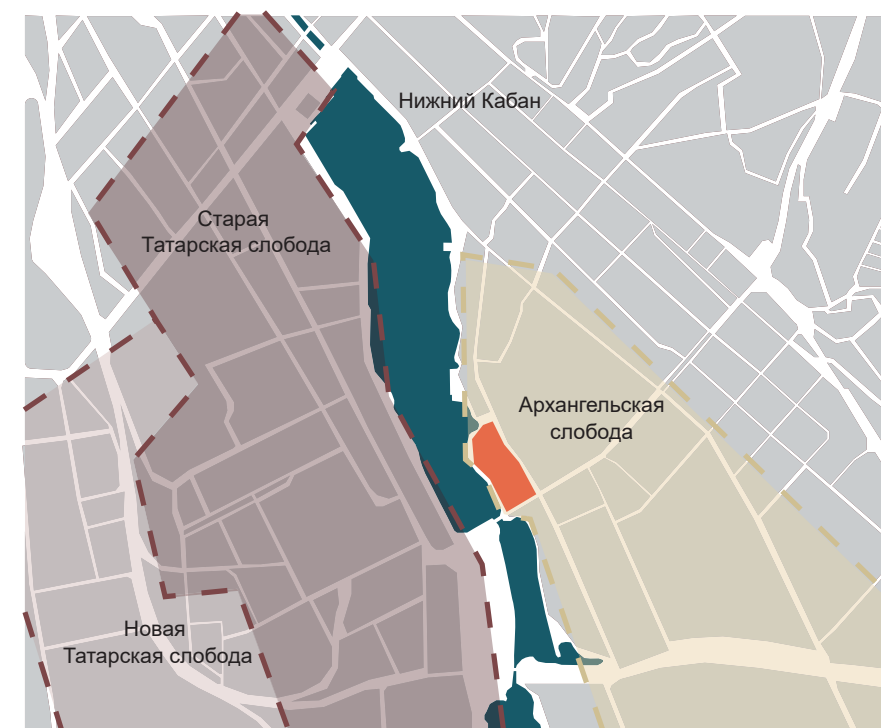 Нижний Кабан
Старая
Татарская слобода
Архангельская
слобода
Новая
Татарская слобода